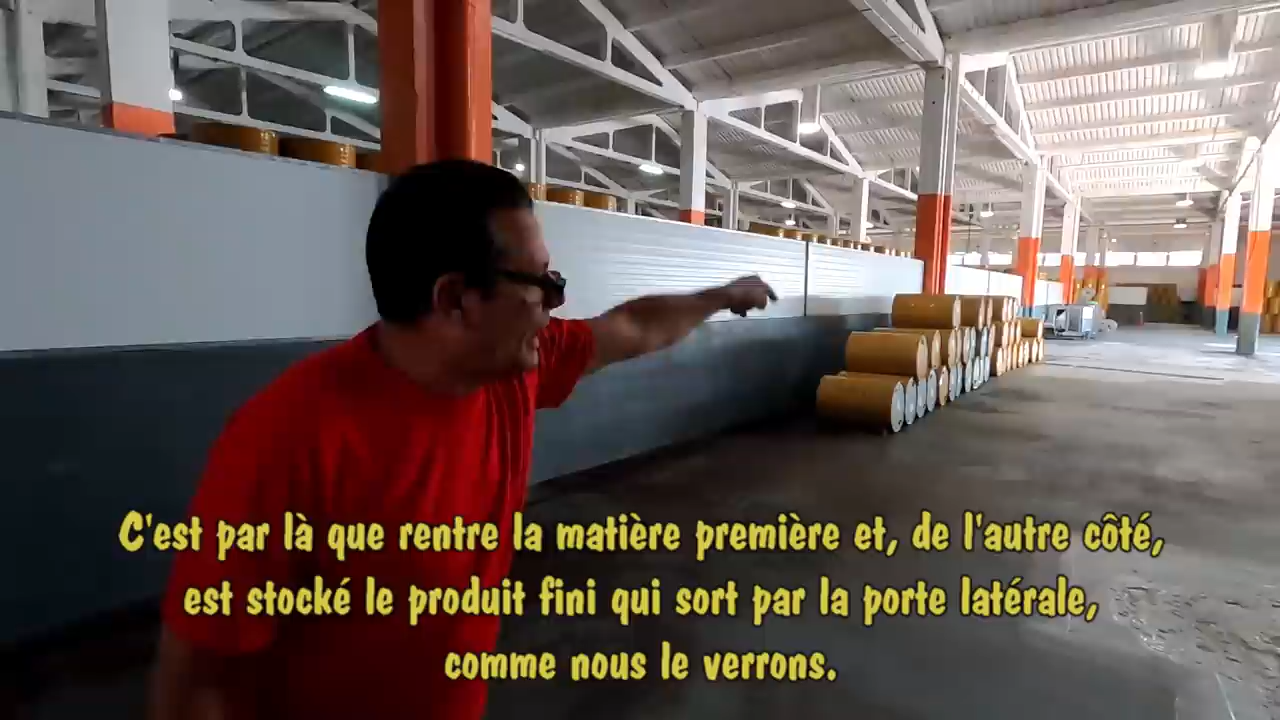 C'est par là que rentre la matière première et, de l'autre côté,
est stocké le produit fini qui sort par la porte latérale,
comme nous le verrons.